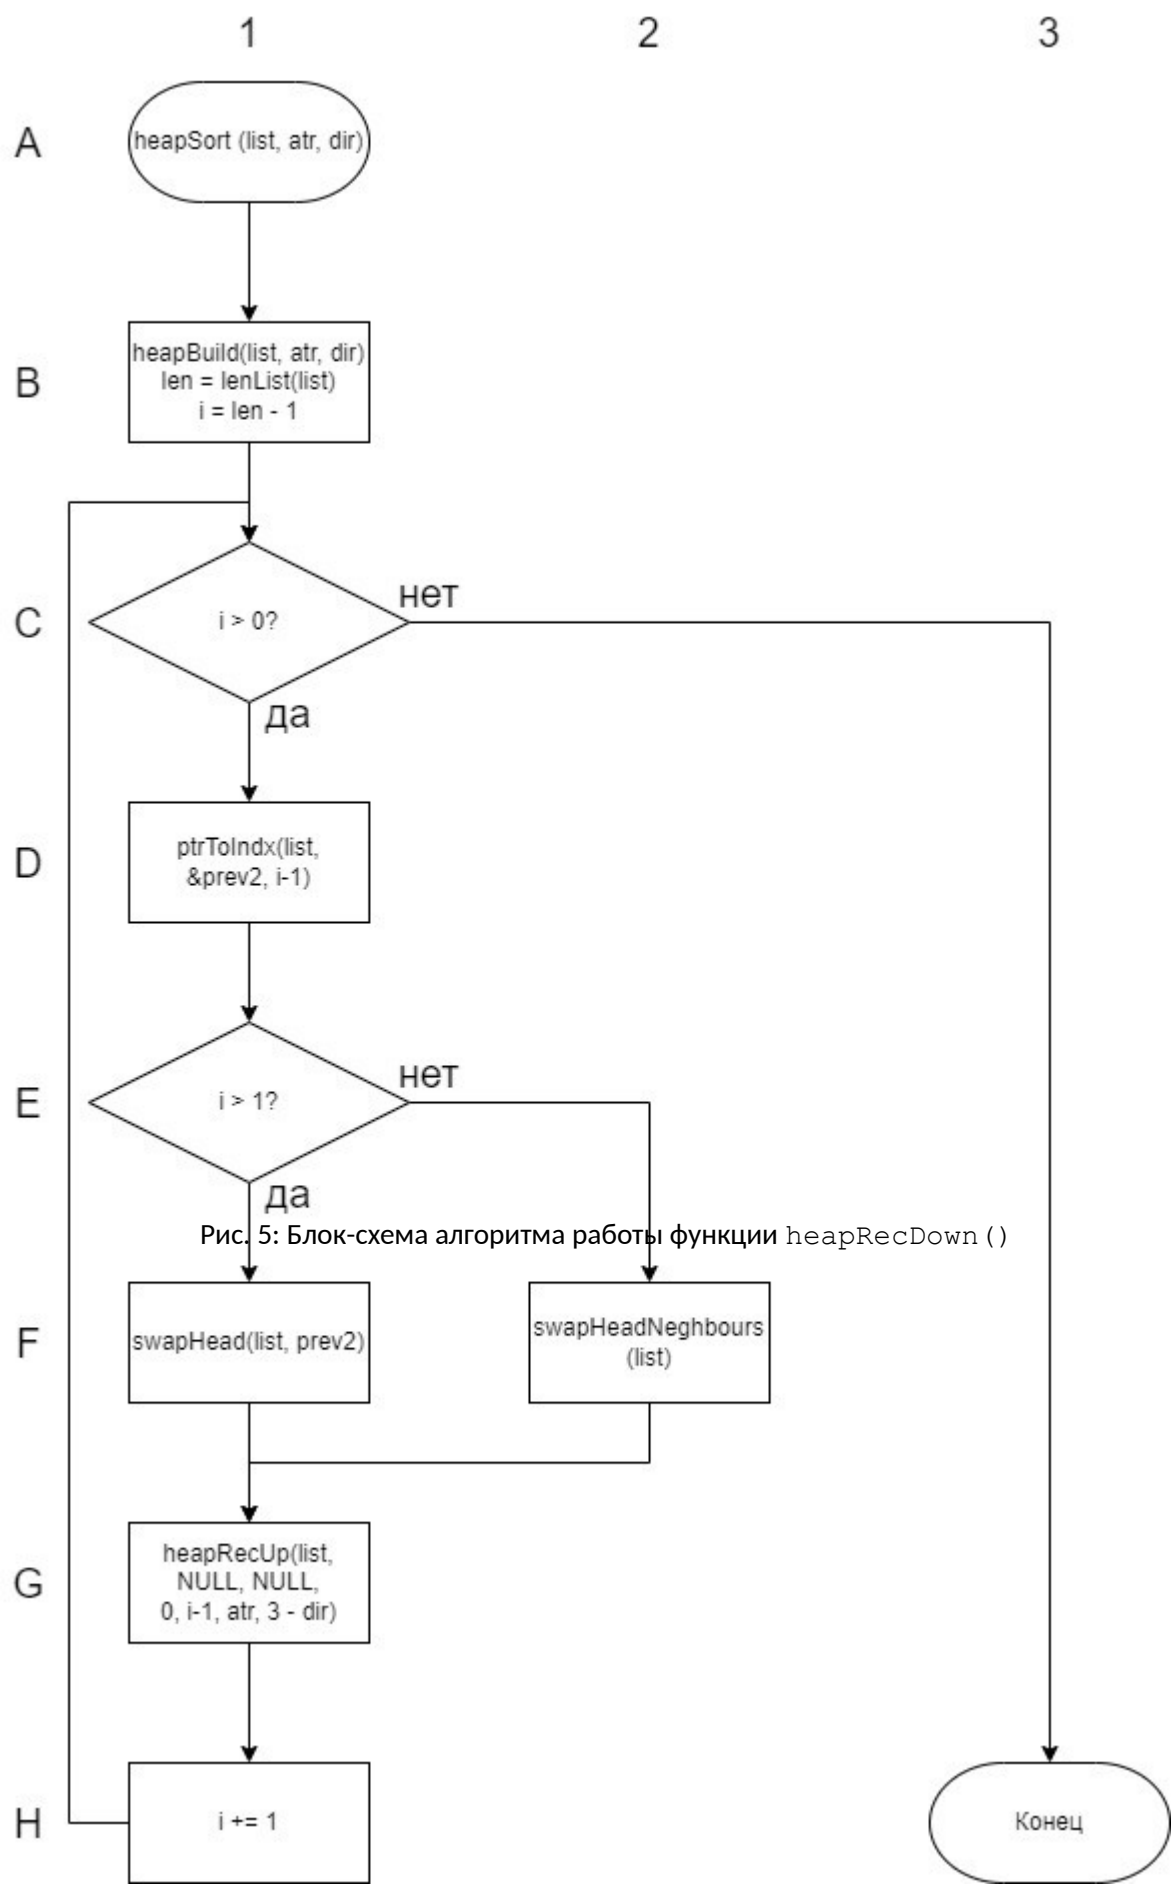 1 2 3
A
heapSort (list, atr, dir)
B
heapBuild(list, atr, dir)
len = lenList(list)
i = len - 1
C
i > 0?
нет
да
D
ptrToIndx(list,
&prev2, i-1)
E
i > 1?
нет
да
Рис. 5: Блок-схема алгоритма работы функции heapRecDown()
F
swapHead(list, prev2)
swapHeadNeghbours
(list)
G
heapRecUp(list,
NULL, NULL,
0, i-1, atr, 3 - dir)
H
i += 1
Конец